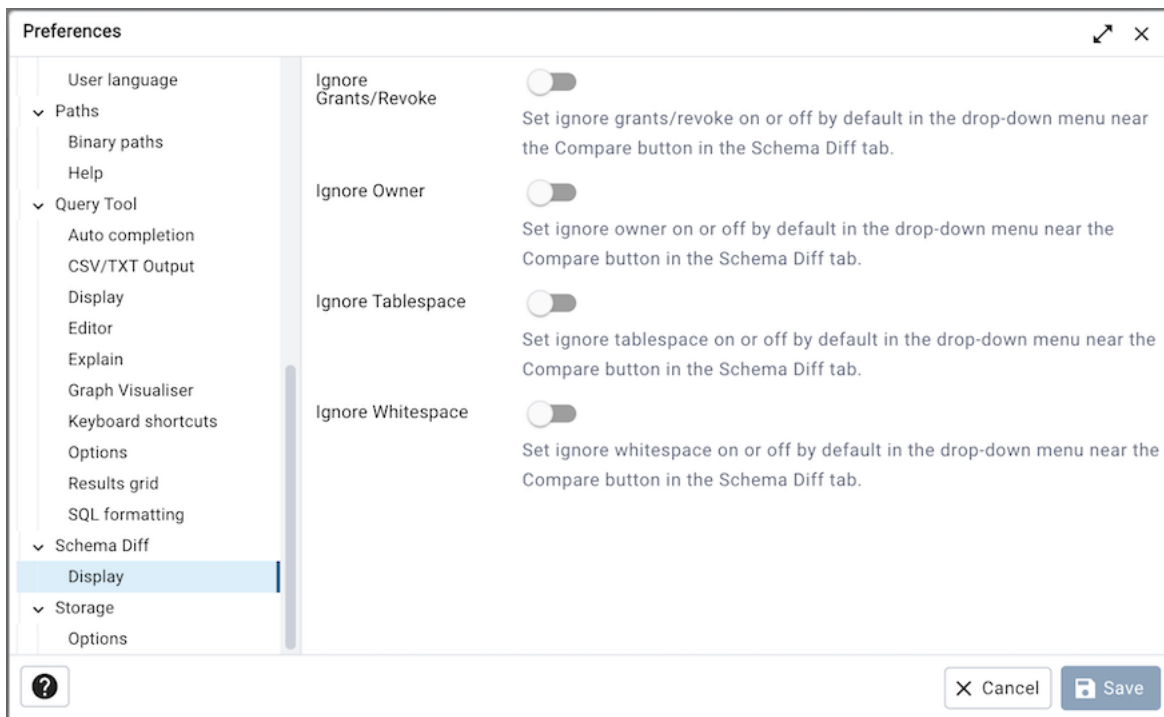 Preferences
User language
Paths
Binary paths
Help
Query Tool
Auto completion
CSV/TXT Output
Display
Editor
Explain
Graph Visualiser
Keyboard shortcuts
Options
Results grid
SQL formatting
Schema Diff
Display
Storage
Options
Ignore
Grants/Revoke
Set ignore grants/revoke on or off by default in the drop-down menu near
the Compare button in the Schema Diff tab.
Ignore Owner
Set ignore owner on or off by default in the drop-down menu near the
Compare button in the Schema Diff tab.
Ignore Tablespace
Set ignore tablespace on or off by default in the drop-down menu near the
Compare button in the Schema Diff tab.
Ignore Whitespace
Set ignore whitespace on or off by default in the drop-down menu near the
Compare button in the Schema Diff tab.
Cancel
Save